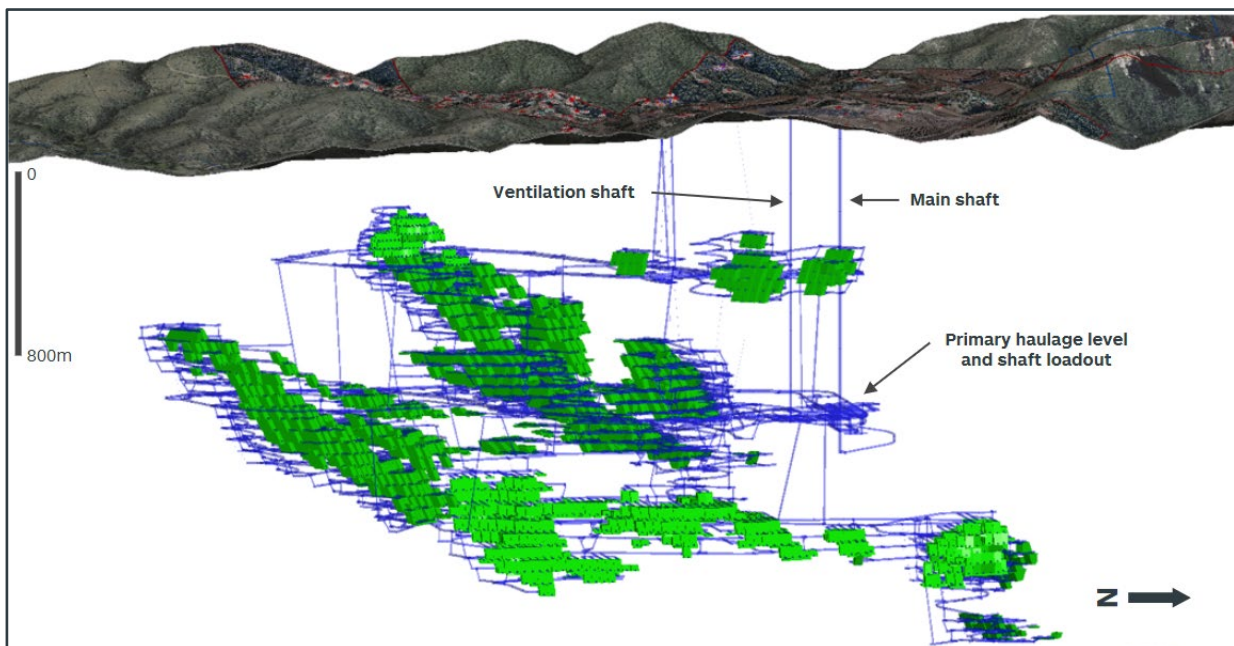 0
Ventilation shaft
Main shaft
800m
Primary haulage level
and shaft loadout
N